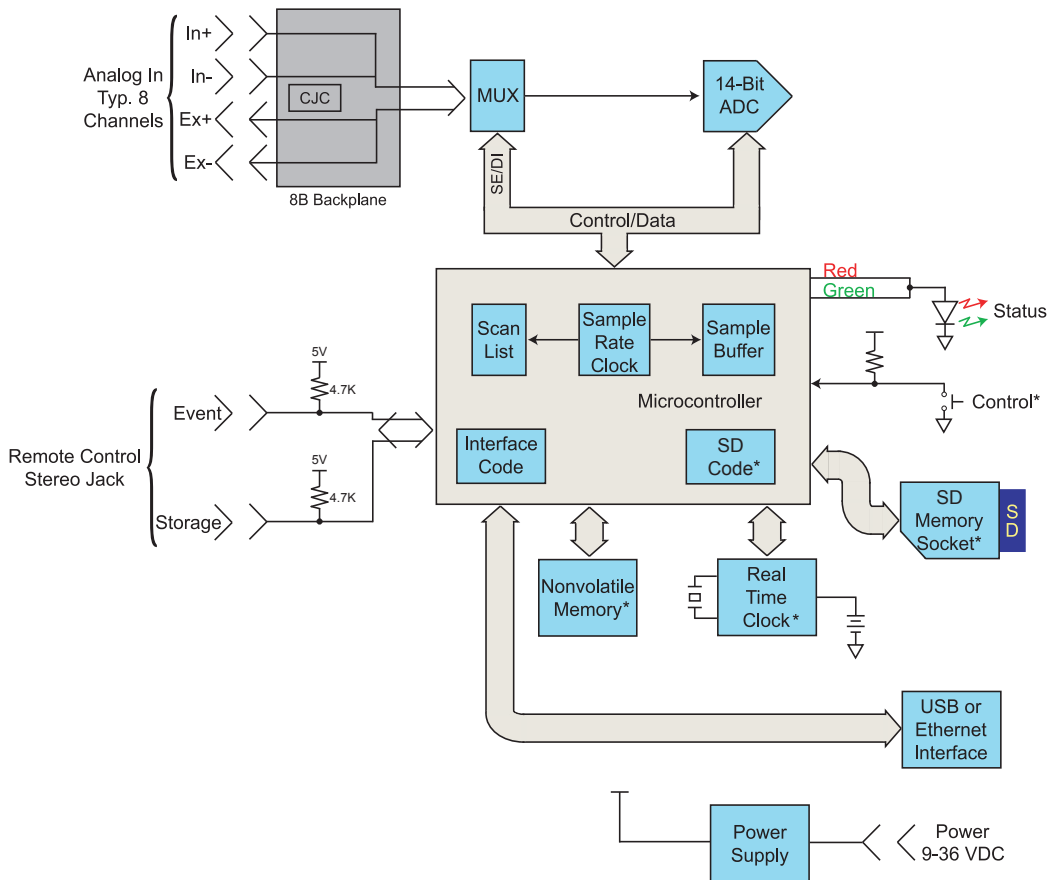 In+
In-
Ex+
Ex-
Analog In
Typ. 8
Channels
CJC
8B Backplane
MUX
14-Bit
ADC
SE/DI
Control/Data
Red
Green
Status
Scan
List
Sample
Rate
Clock
Sample
Buffer
Microcontroller
Control*
5V
4.7K
Event
Remote Control
Stereo Jack
5V
4.7K
Storage
Interface
Code
SD
Code*
SD
Memory
Socket*
SD
Nonvolatile
Memory*
Real
Time
Clock*
USB or
Ethernet
Interface
Power
Supply
Power
9-36 VDC